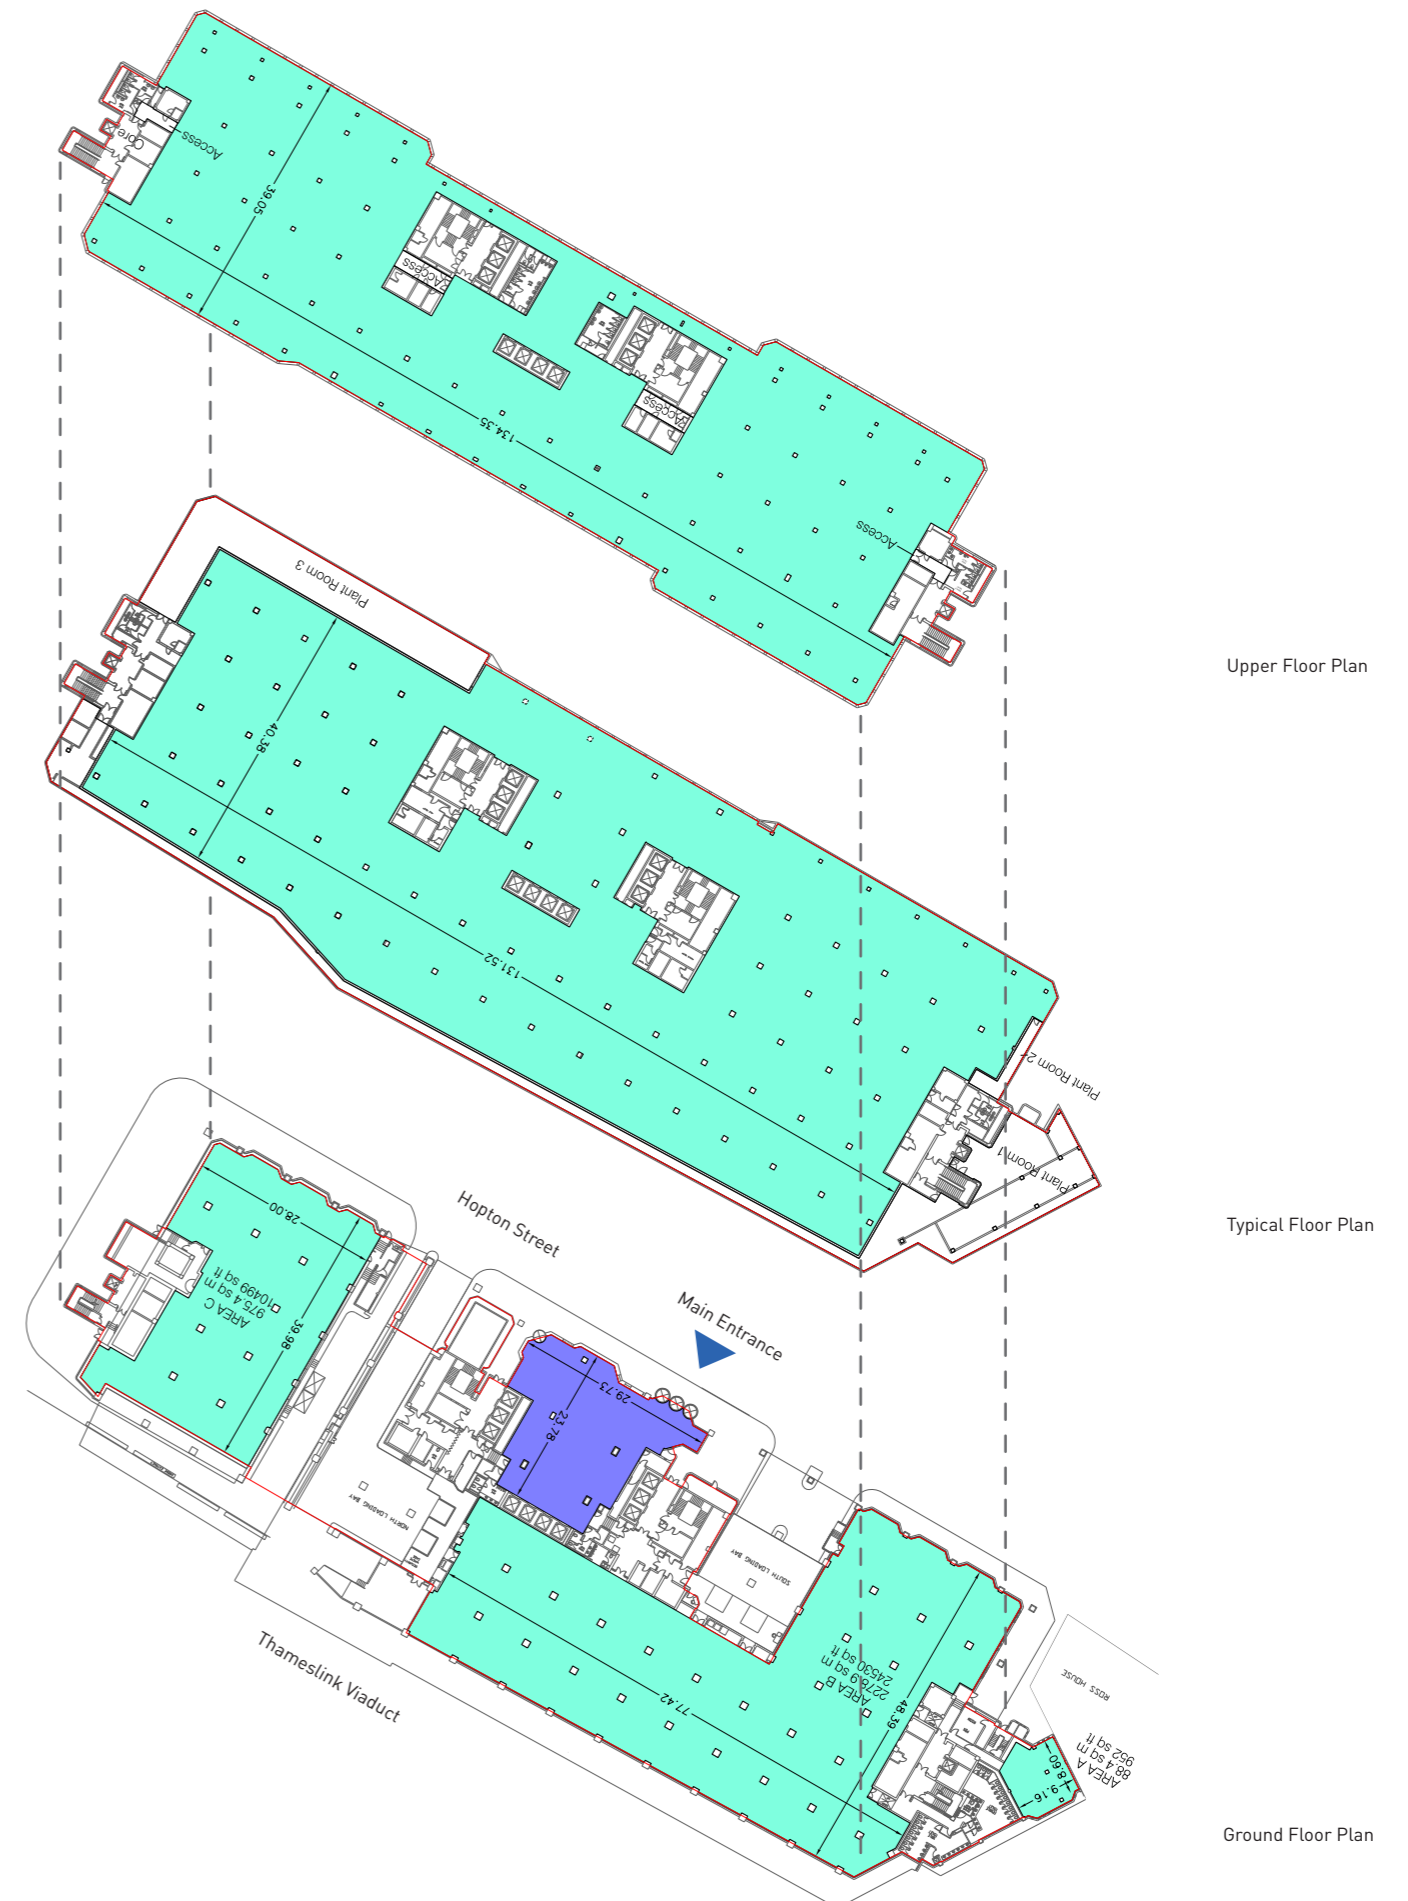 Core
Access
39.05
Access
Access
134.35
Access
Upper Floor Plan
Plant Room 3
40.38
131.52
Plant Room 2
Plant Room 1
Typical Floor Plan
Hopton Street
28.00
AREA C
975.4 sq m
10499 sq ft
39.98
Main Entrance
29.73
23.78
NORTH LOADING BAY
SOUTH LOADING BAY
Thameslink Viaduct
77.42
AREA B
2278.9 sq m
24530 sq ft
48.39
ROSS HOUSE
AREA A
88.4 sq m
952 sq ft
8.60
9.16
Ground Floor Plan